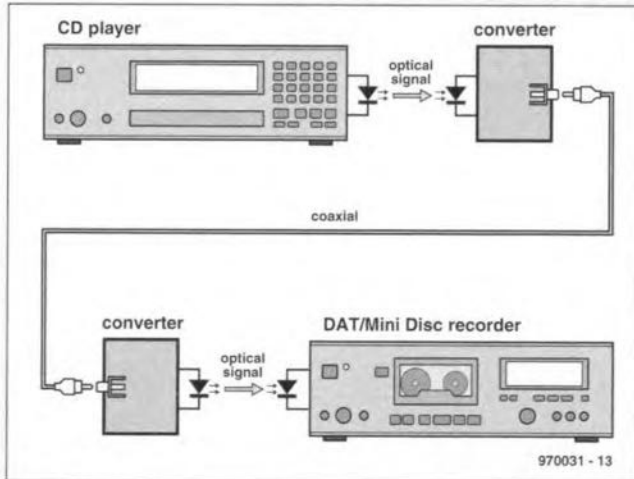 CD player
converter
optical
signal
coaxial
converter
DAT/Mini Disc recorder
optical
signal
970031 - 13